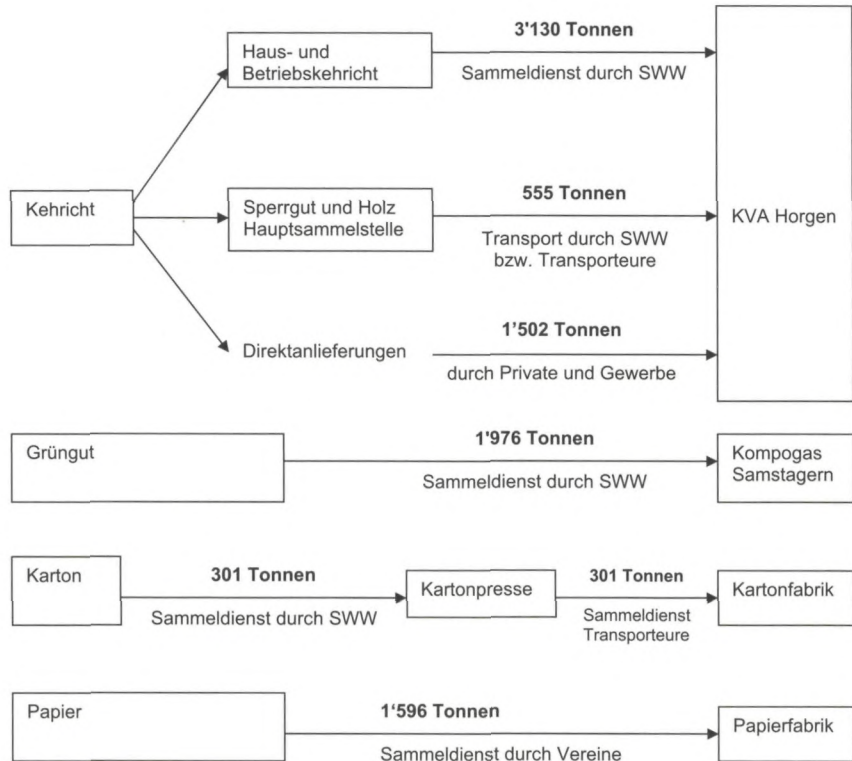 Kehricht
Haus- und
Betriebskehricht
3'130 Tonnen
Sammeldienst durch SWW
Sperrgut und Holz
Hauptsammelstelle
555 Tonnen
Transport durch SWW
bzw. Transporteure
Direktanlieferungen
1’502 Tonnen
durch Private und Gewerbe
KVA Horgen
Grüngut
1'976 Tonnen
Sammeldienst durch SWW
Kompogas
Samstagern
Karton
301 Tonnen
Sammeldienst durch SWW
Kartonpresse
301 Tonnen
Sammeldienst
Transporteure
Kartonfabrik
Papier
1‘596 Tonnen
Sammeldienst durch Vereine
Papierfabrik